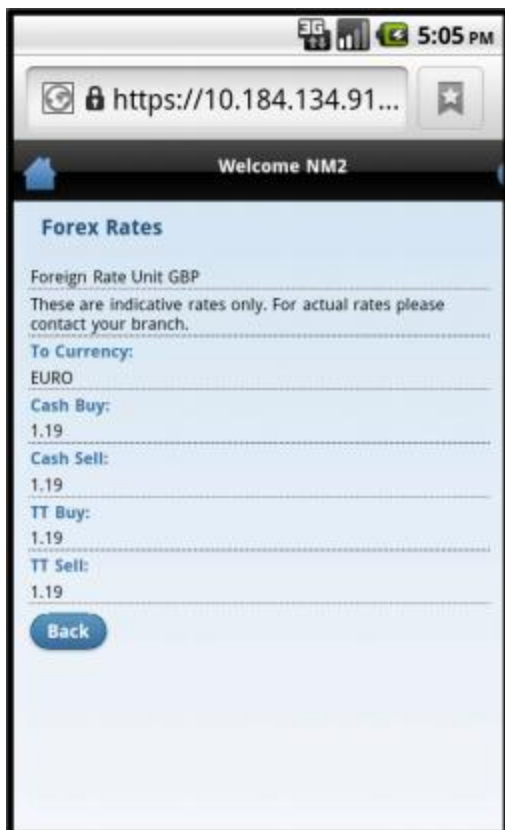 3G 5:05 PM
https://10.184.134.91...
Welcome NM2
Forex Rates
Foreign Rate Unit GBP
These are indicative rates only. For actual rates please
contact your branch.
To Currency:
EURO
Cash Buy:
1.19
Cash Sell:
1.19
TT Buy:
1.19
TT Sell:
1.19
Back